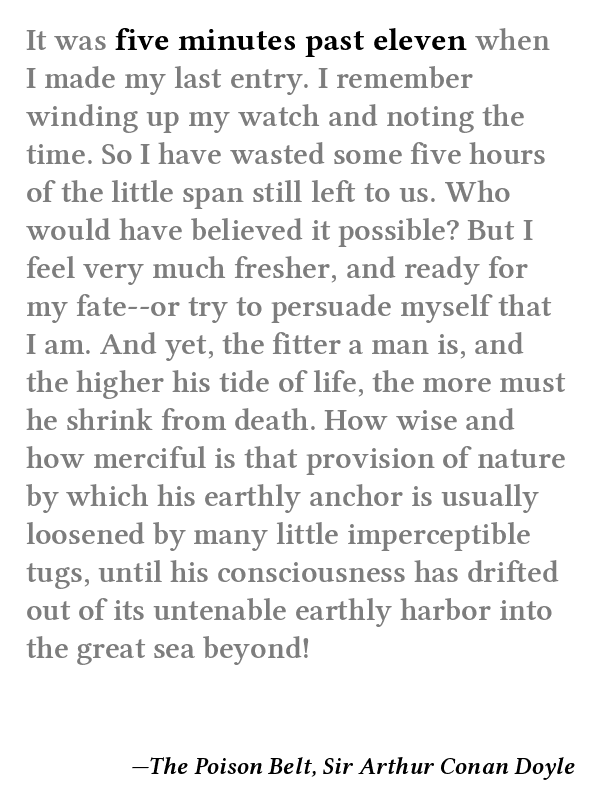 It was five minutes past eleven when
I made my last entry. I remember
winding up my watch and noting the
time. So I have wasted some five hours
of the little span still left to us. Who
would have believed it possible? But I
feel very much fresher, and ready for
my fate--or try to persuade myself that
I am. And yet, the fitter a man is, and
the higher his tide of life, the more must
he shrink from death. How wise and
how merciful is that provision of nature
by which his earthly anchor is usually
loosened by many little imperceptible
tugs, until his consciousness has drifted
out of its untenable earthly harbor into
the great sea beyond!
—The Poison Belt, Sir Arthur Conan Doyle